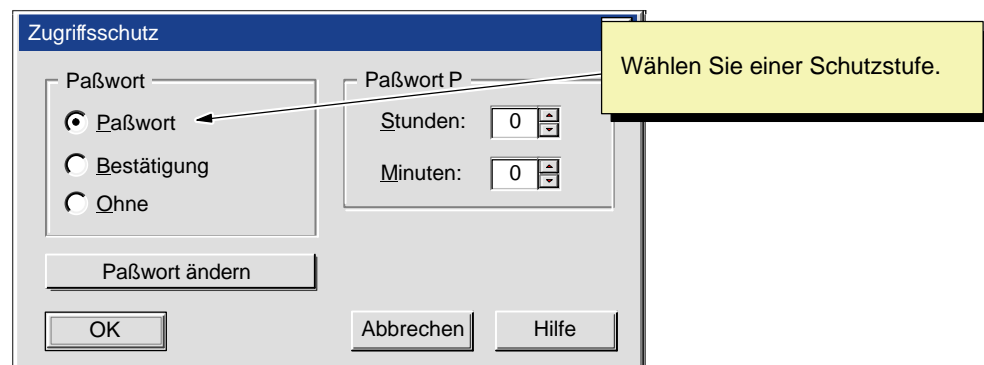 Zugriffsschutz
Wählen Sie einer Schutzstufe.
Paßwort
Paßwort
Bestätigung
Ohne
Paßwort P
Stunden: 0
Minuten: 0
Paßwort ändern
OK
Abbrechen
Hilfe